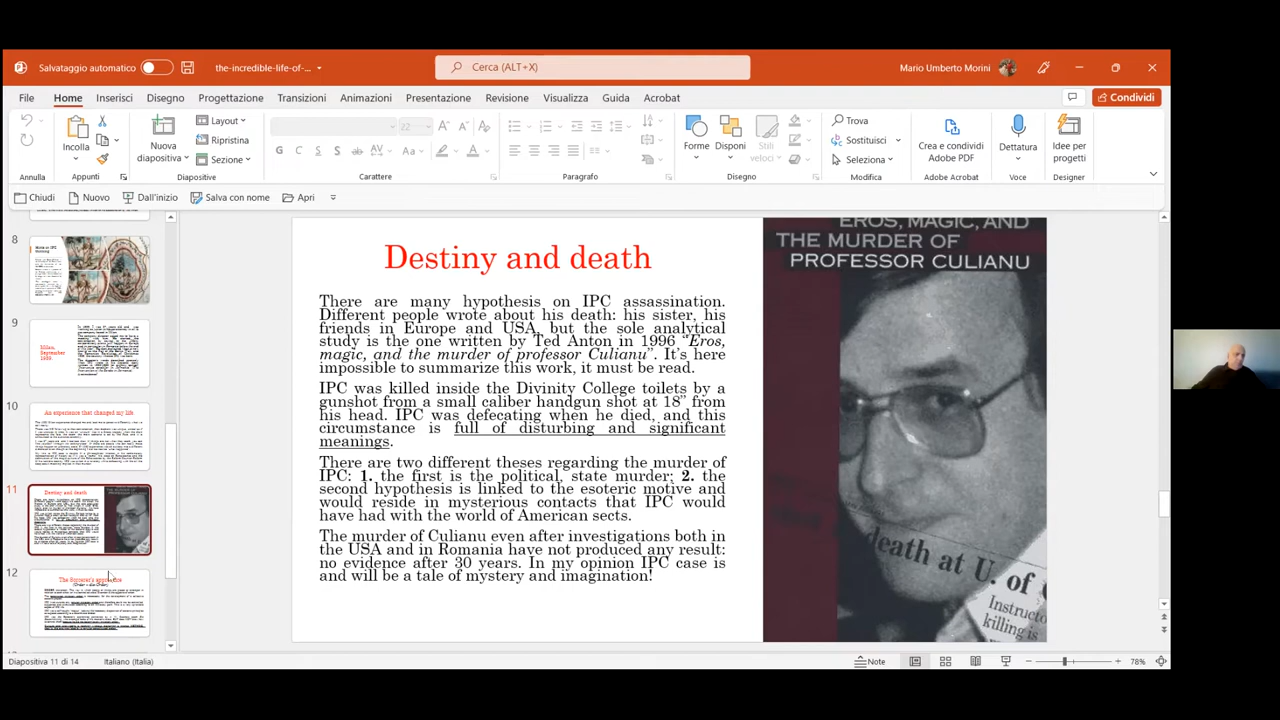 Salvataggio automatico
the-incredible-life-of-...
Cerca (ALT+X)
Mario Umberto Morini
File Home Inserisci Disegno Progettazione Transizioni Animazioni Presentazione Revisione Visualizza Guida Acrobat
Condividi
Incolla
Nuova
diapositiva
Layout
Ripristina
Sezione
22
Forme
Disponi
Stili
veloci
Trova
Sostituisci
Seleziona
Crea e condividi
Adobe PDF
Dettatura
Idee per
progetti
Annulla Appunti Diapositive Carattere Paragrafo Disegno Modifica Adobe Acrobat Voce Designer
Chiudi Nuovo Dall'inizio Salva con nome Apri
8
9
Milan,
September
10
An experience that changed my life
11
Destiny and death
12
The Sorcerer's apprentice
Destiny and death
There are many hypothesis on IPC assassination.
Different people wrote about his death: his sister, his
friends in Europe and USA, but the sole analytical
study is the one written by Ted Anton in 1996 “Eros,
magic, and the murder of professor Culianu”. It’s here
impossible to summarize this work, it must be read.
IPC was killed inside the Divinity College toilets by a
gunshot from a small caliber handgun shot at 18” from
his head. IPC was defecating when he died, and this
circumstance is full of disturbing and significant
meanings.
There are two different theses regarding the murder of
IPC: 1. the first is the political, state murder; 2. the
second hypothesis is linked to the esoteric motive and
would reside in mysterious contacts that IPC would
have had with the world of American sects.
The murder of Culianu even after investigations both in
the USA and in Romania have not produced any result:
no evidence after 30 years. In my opinion IPC case is
and will be a tale of mystery and imagination!
EROS, MAGIC, AND
THE MURDER OF
PROFESSOR CULIANU
death at U. of C
Instructo
killing is
Diapositiva 11 di 14
Italiano (Italia)
Note
78%